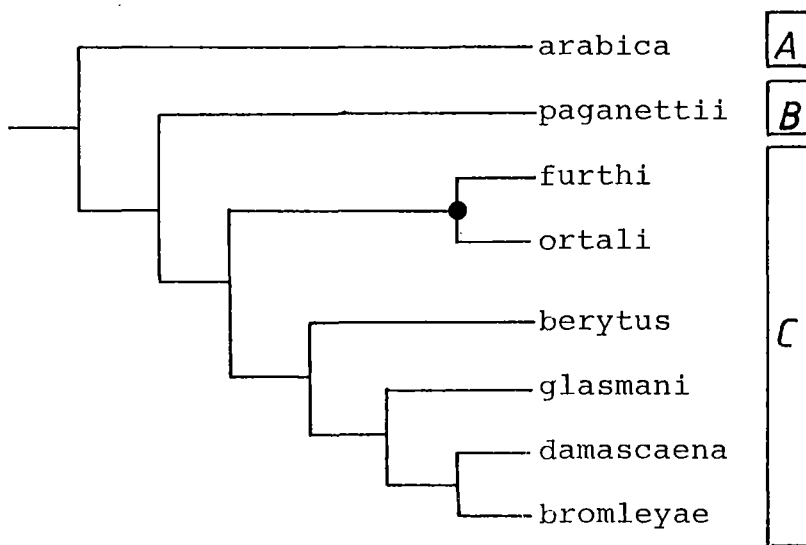 arabica A
paganettii B
furthi
ortali
berytus C
glasmani
damascaena
bromleyae